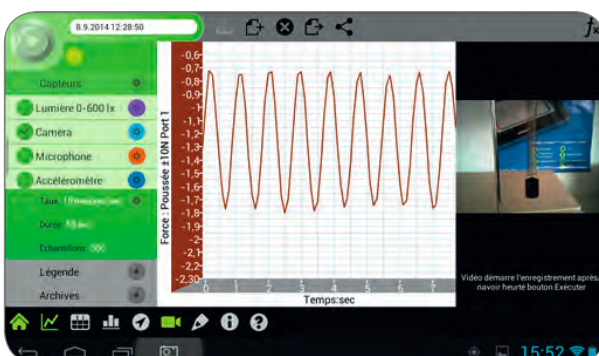 8.9.2014 12:28:50
fx
Capteurs
Lumière 0-600 lx
Caméra
Microphone
Accéléromètre
Taux:
Durée:
Echantillons: 500
Légende
Archives
Force : Poussée ±10N Port 1
-0,6
-0,7
-0,8
-0,9
-1
-1,1
-1,2
-1,3
-1,4
-1,5
-1,6
-1,7
-1,8
-1,9
-2
-2,1
-2,2
-2,30
0 1 2 3 4 5 6 7
Temps:sec
Vidéo démarre l'enregistrement après
navoir heurté bouton Exécuter
15:52